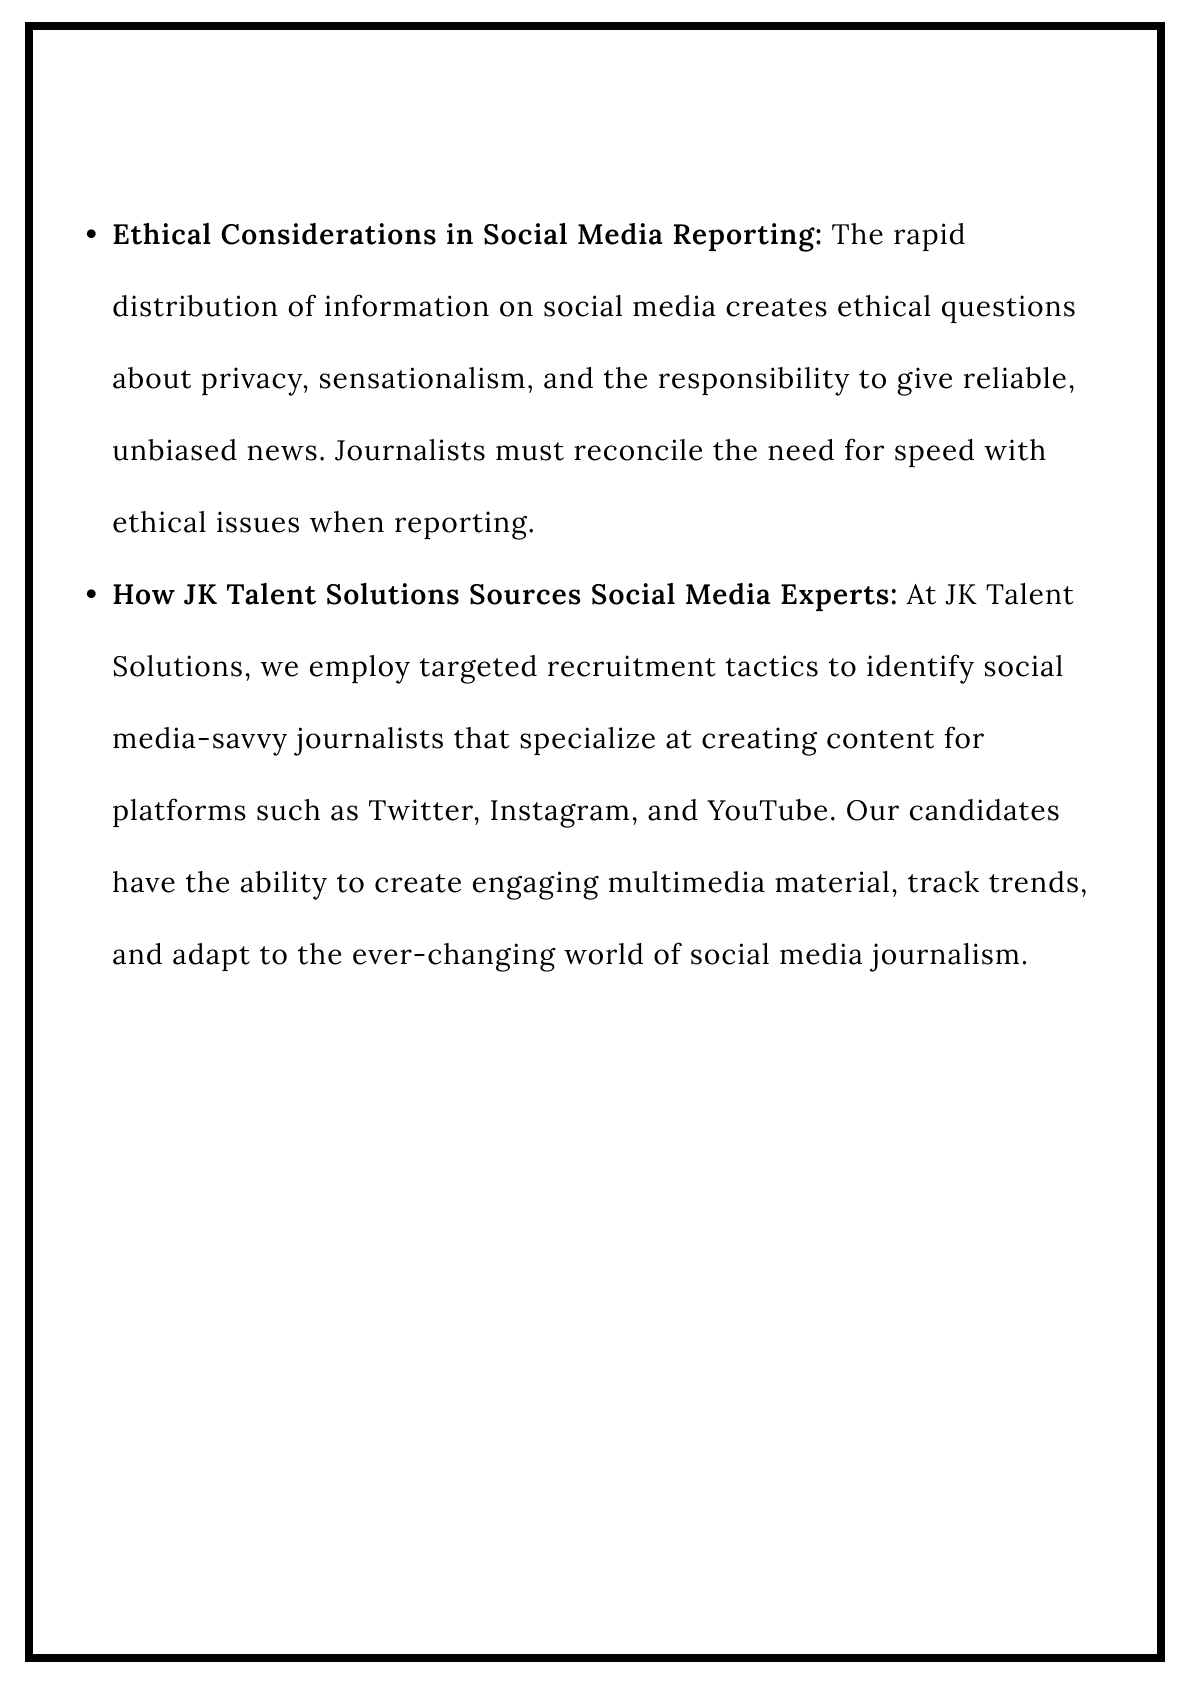 • Ethical Considerations in Social Media Reporting: The rapid
distribution of information on social media creates ethical questions
about privacy, sensationalism, and the responsibility to give reliable,
unbiased news. Journalists must reconcile the need for speed with
ethical issues when reporting.
• How JK Talent Solutions Sources Social Media Experts: At JK Talent
Solutions, we employ targeted recruitment tactics to identify social
media-savvy journalists that specialize at creating content for
platforms such as Twitter, Instagram, and YouTube. Our candidates
have the ability to create engaging multimedia material, track trends,
and adapt to the ever-changing world of social media journalism.